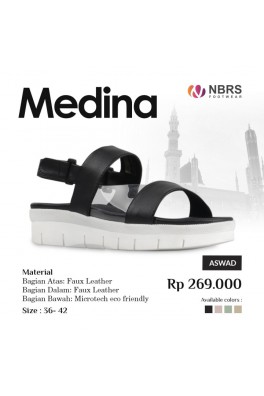 NBRS
FOOTWEAR
Medina
ASWAD
Material
Bagian Atas: Faux Leather
Bagian Dalam: Faux Leather
Bagian Bawah: Microtech eco friendly
Size : 36- 42
Rp 269.000
Available colors :